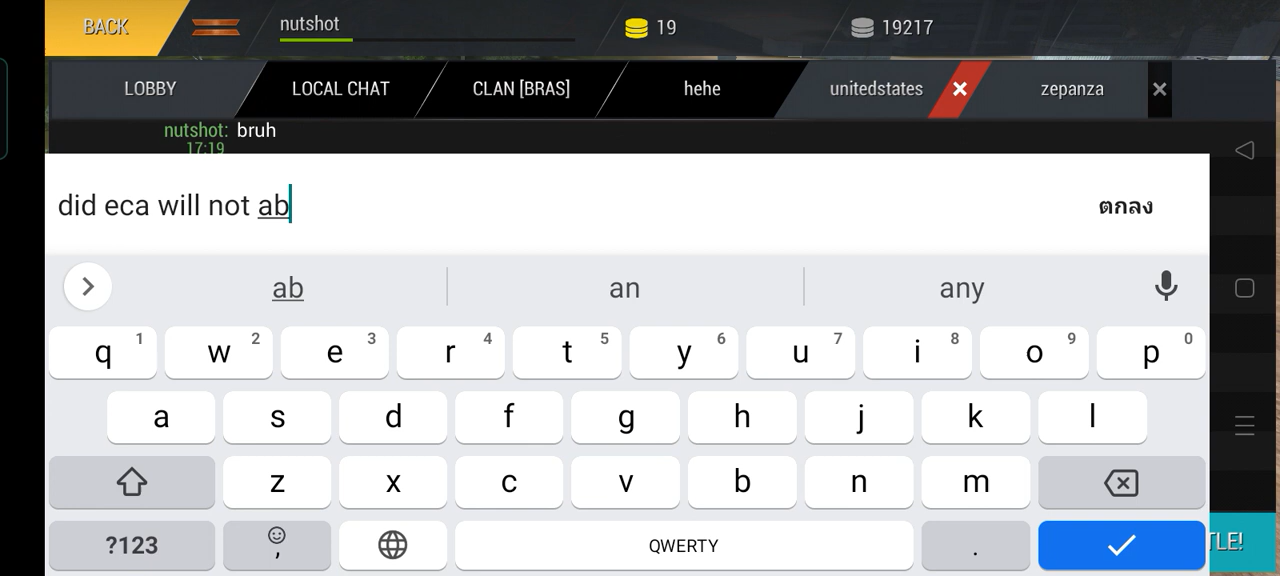 BACK
nutshot
19
19217
LOBBY
LOCAL CHAT
CLAN [BRAS]
hehe
unitedstates
zepanza
nutshot: bruh
17:19
did eca will not ab
ตกลง
ab an any
q 1 w 2 e 3 r 4 t 5 y 6 u 7 i 8 o 9 p 0
a s d f g h j k l
z x c v b n m
?123 , QWERTY .
TLE!